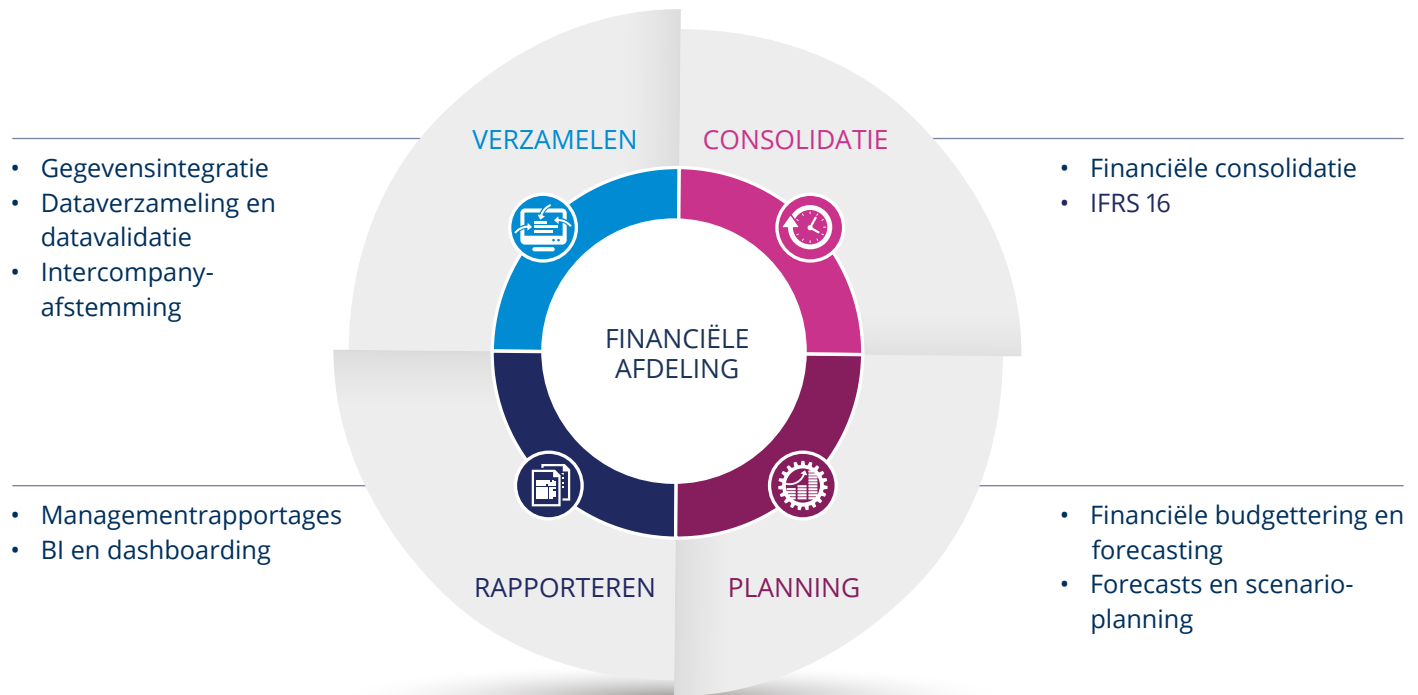 VERZAMELEN
• Gegevensintegratie
• Dataverzameling en
datavalidatie
• Intercompany-
afstemming
CONSOLIDATIE
• Financiële consolidatie
• IFRS 16
FINANCIËLE
AFDELING
RAPPORTEREN
• Managementrapportages
• BI en dashboarding
PLANNING
• Financiële budgettering en
forecasting
• Forecasts en scenario-
planning